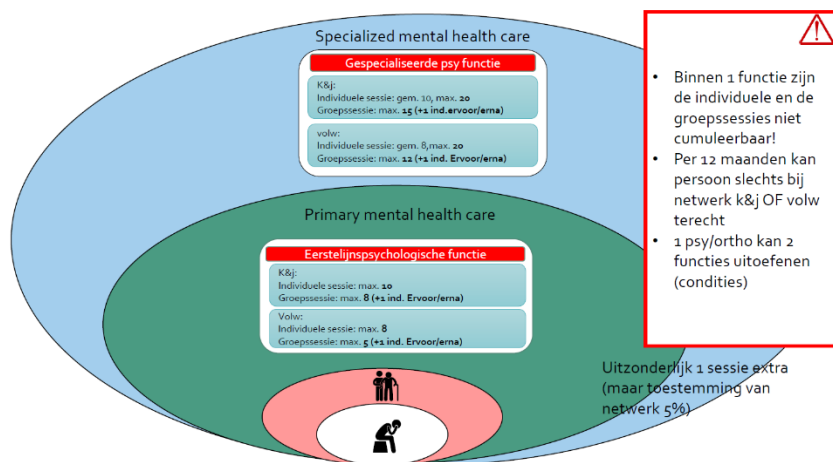 Specialized mental health care
Gespecialiseerde psy functie
K&j:
Individuele sessie: gem. 10, max. 20
Groepssessie: max. 15 (+1 ind.ervoor/erna)
volw:
Individuele sessie: gem. 8,max. 20
Groepssessie: max. 12 (+1 ind. Ervoor/erna)
Primary mental health care
Eerstelijnspsychologische functie
K&j:
Individuele sessie: max. 10
Groepssessie: max. 8 (+1 ind. Ervoor/erna)
Volw:
Individuele sessie: max. 8
Groepssessie: max. 5 (+1 ind. Ervoor/erna)
• Binnen 1 functie zijn
de individuele en de
groepssessies niet
cumuleerbaar!
• Per 12 maanden kan
persoon slechts bij
netwerk k&j OF volw
terecht
• 1 psy/ortho kan 2
functies uitoefenen
(condities)
Uitzonderlijk 1 sessie extra
(maar toestemming van
netwerk 5%)